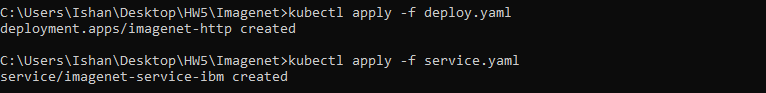 C:\Users\Ishan\Desktop\HW5\Imagenet>kubectl apply -f deploy.yaml
deployment.apps/imagenet-http created
C:\Users\Ishan\Desktop\HW5\Imagenet>kubectl apply -f service.yaml
service/imagenet-service-ibm created